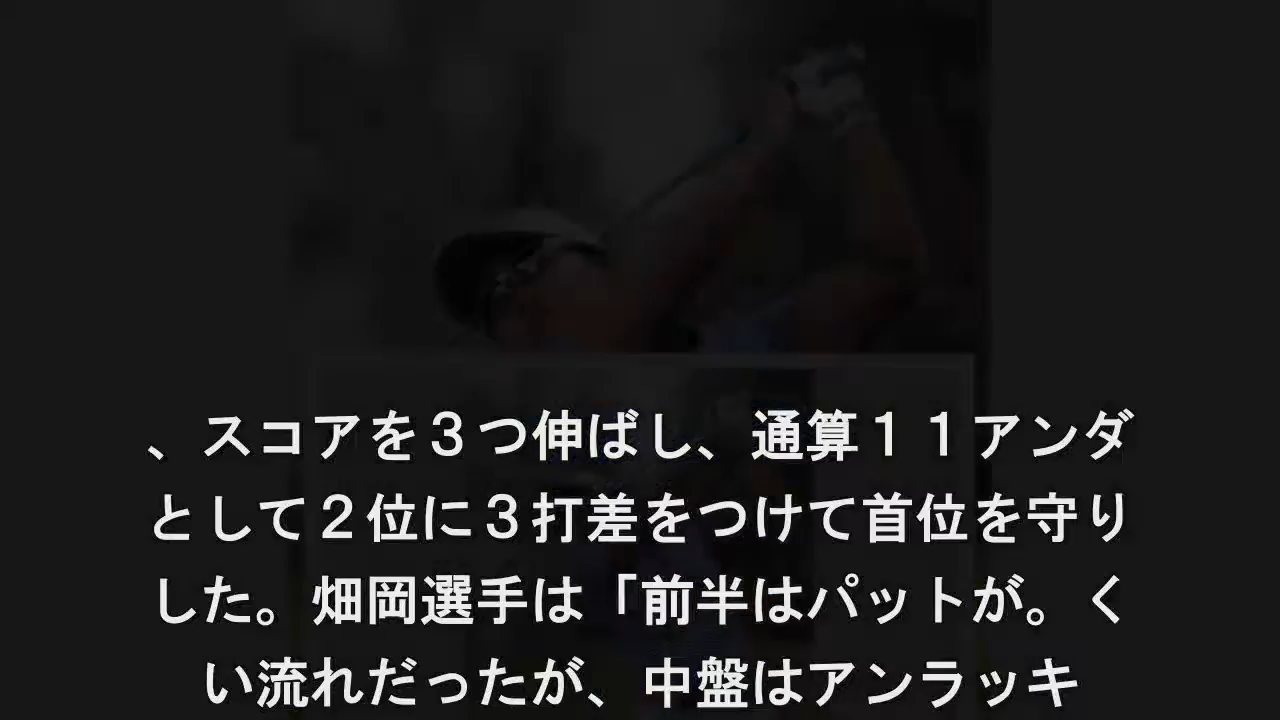 、スコアを３つ伸ばし、通算１１アンダ
として２位に３打差をつけて首位を守り
した。畑岡選手は「前半はパットが。く
い流れだったが、中盤はアンラッキ